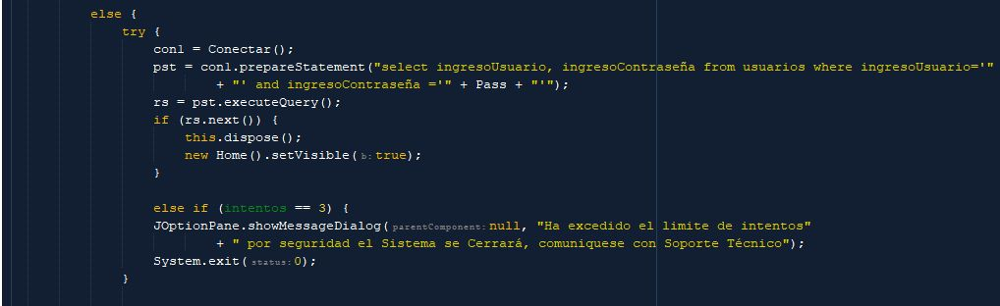 else {
try {
con1 = Conectar();
pst = con1.prepareStatement("select ingresoUsuario, ingresoContraseña from usuarios where ingresoUsuario='"
+ "' and ingresoContraseña ='" + Pass + "'");
rs = pst.executeQuery();
if (rs.next()) {
this.dispose();
new Home().setVisible( b: true);
}
else if (intentos == 3) {
JOptionPane.showMessageDialog( parentComponent: null, "Ha excedido el limite de intentos"
+ " por seguridad el Sistema se Cerrará, comuniquese con Soporte Técnico");
System.exit( status: 0);
}